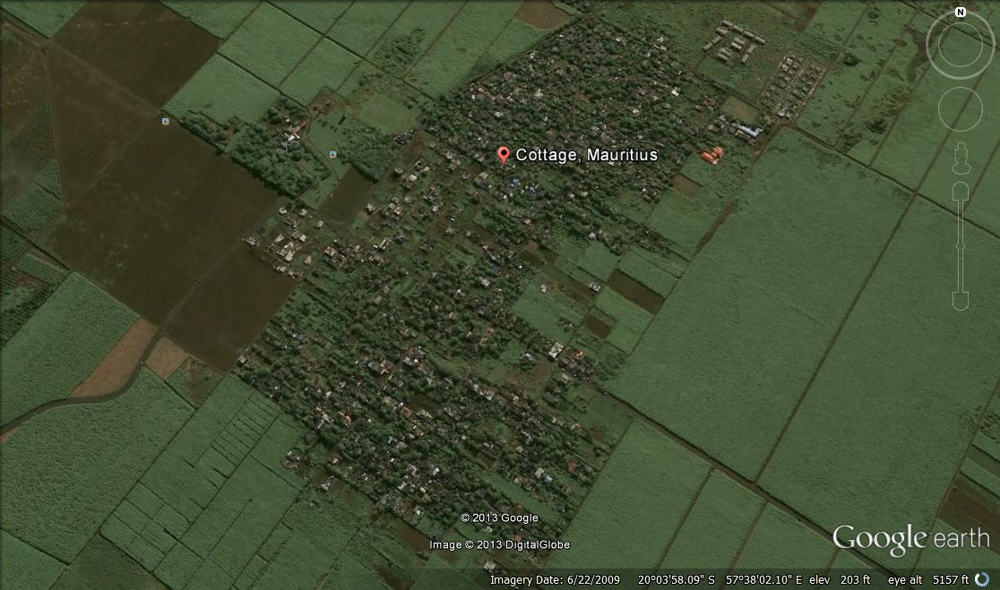 N
Cottage, Mauritius
© 2013 Google
Image © 2013 DigitalGlobe
Google earth
Imagery Date: 6/22/2009 20°03'58.09" S 57°38'02.10" E elev 203 ft eye alt 5157 ft